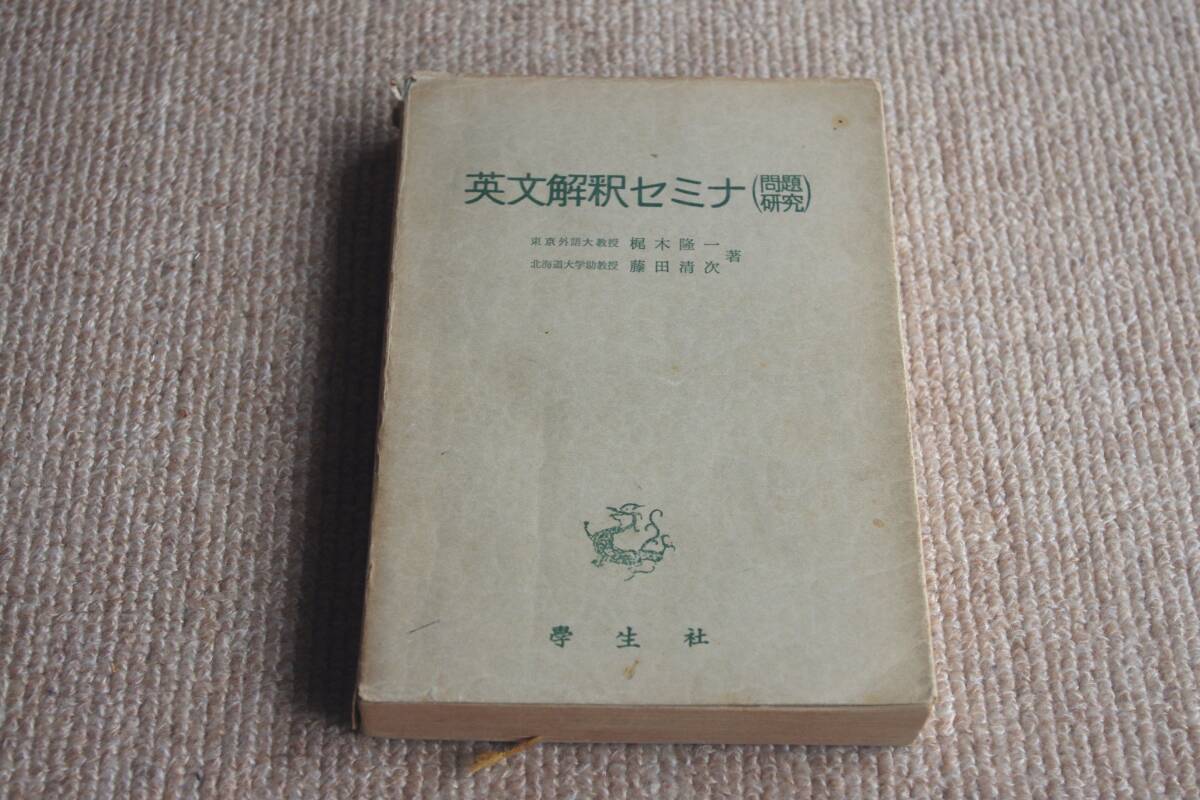 英文解釈セミナ(問題研究)
東京外語大教授 梶木隆一
北海道大学助教授 藤田清次 著
學生社